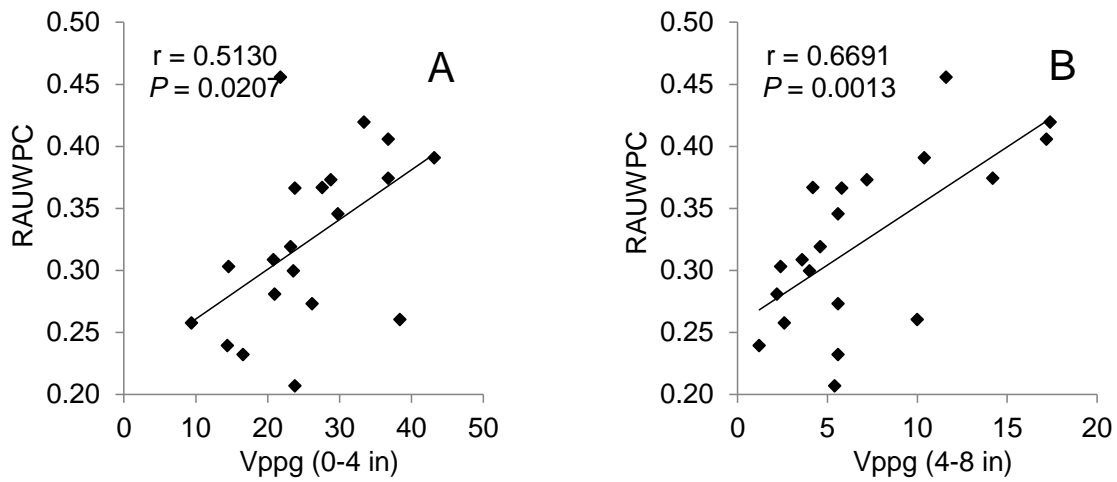 r = 0.5130
P = 0.0207
A
RAUWPC
0.50
0.45
0.40
0.35
0.30
0.25
0.20
0 10 20 30 40 50
Vppg (0-4 in)
r = 0.6691
P = 0.0013
B
RAUWPC
0.50
0.45
0.40
0.35
0.30
0.25
0.20
0 5 10 15 20
Vppg (4-8 in)